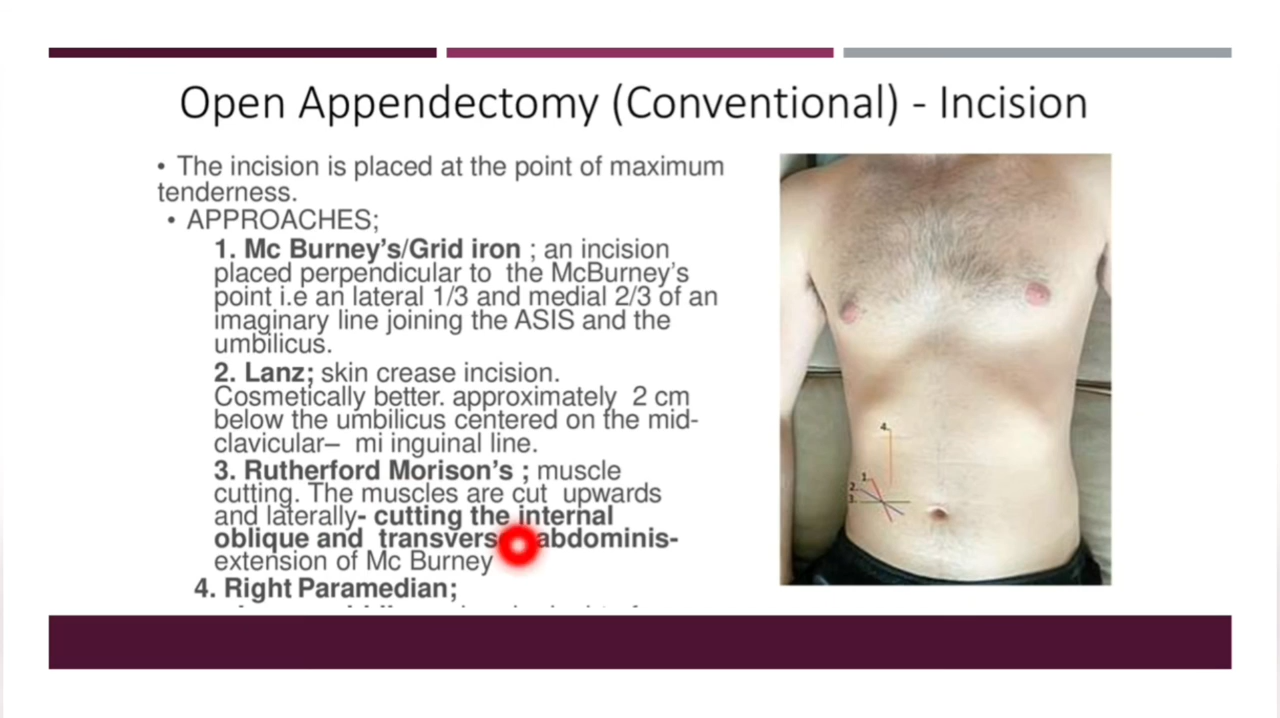 Open Appendectomy (Conventional) - Incision
• The incision is placed at the point of maximum
tenderness.
• APPROACHES;
1. Mc Burney’s/Grid iron ; an incision
placed perpendicular to the McBurney’s
point i.e an lateral 1/3 and medial 2/3 of an
imaginary line joining the ASIS and the
umbilicus.
2. Lanz; skin crease incision.
Cosmetically better. approximately 2 cm
below the umbilicus centered on the mid-
clavicular– mi inguinal line.
3. Rutherford Morison’s ; muscle
cutting. The muscles are cut upwards
and laterally- cutting the internal
oblique and transvers abdominis-
extension of Mc Burney
4. Right Paramedian;
4.
1.
2.
3.